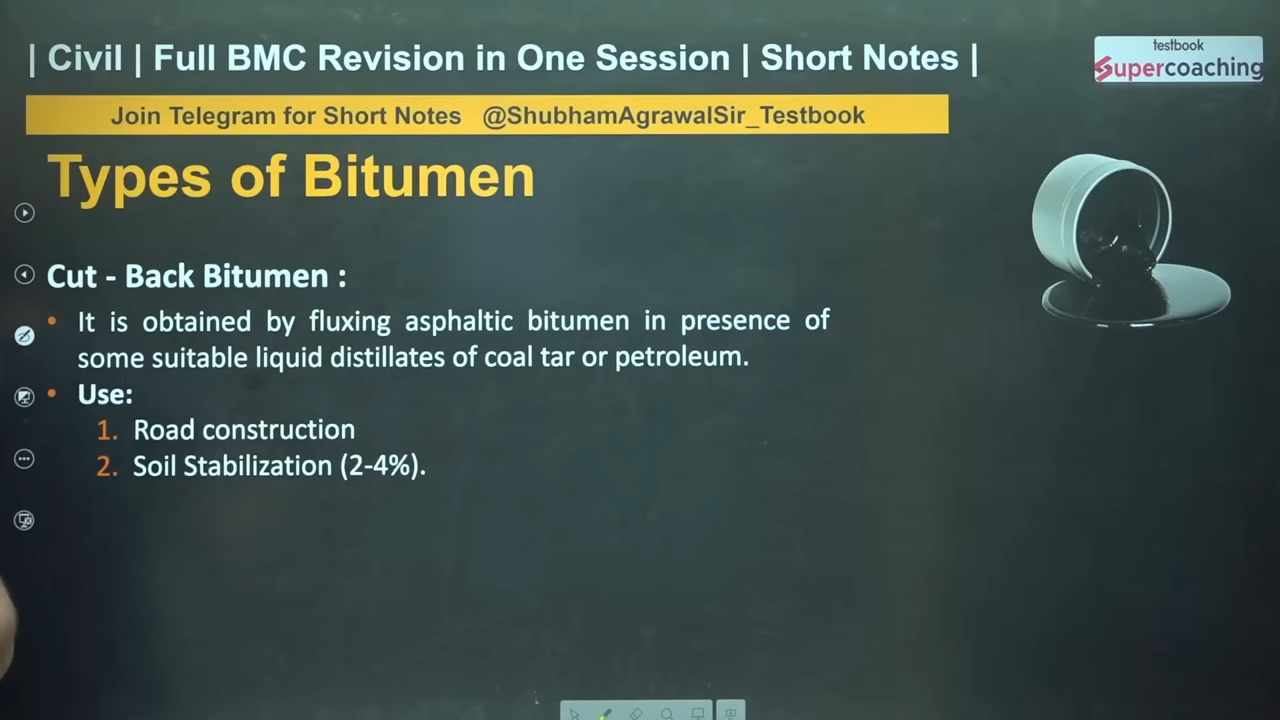 | Civil | Full BMC Revision in One Session | Short Notes |
testbook
Supercoaching
Join Telegram for Short Notes @ShubhamAgrawalSir_Testbook
Types of Bitumen
Cut - Back Bitumen :
• It is obtained by fluxing asphaltic bitumen in presence of
some suitable liquid distillates of coal tar or petroleum.
• Use:
1. Road construction
2. Soil Stabilization (2-4%).